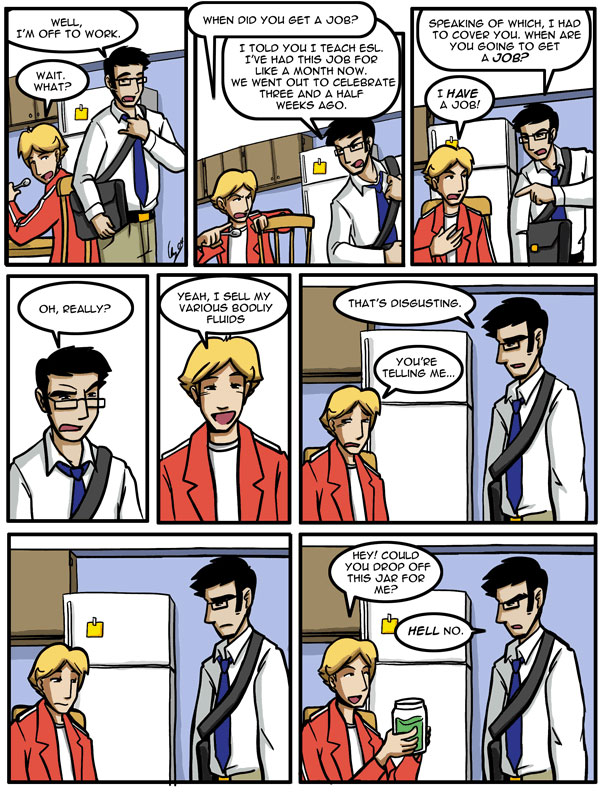 WELL,
I'M OFF TO WORK.
WAIT.
WHAT?
WHEN DID YOU GET A JOB?
I TOLD YOU I TEACH ESL.
I'VE HAD THIS JOB FOR
LIKE A MONTH NOW.
WE WENT OUT TO CELEBRATE
THREE AND A HALF
WEEKS AGO.
SPEAKING OF WHICH, I HAD
TO COVER YOU. WHEN ARE
YOU GOING TO GET
A JOB?
I HAVE
A JOB!
OH, REALLY?
YEAH, I SELL MY
VARIOUS BODLIY
FLUIDS
THAT'S DISGUSTING.
YOU'RE
TELLING ME...
HEY! COULD
YOU DROP OFF
THIS JAR FOR
ME?
HELL NO.